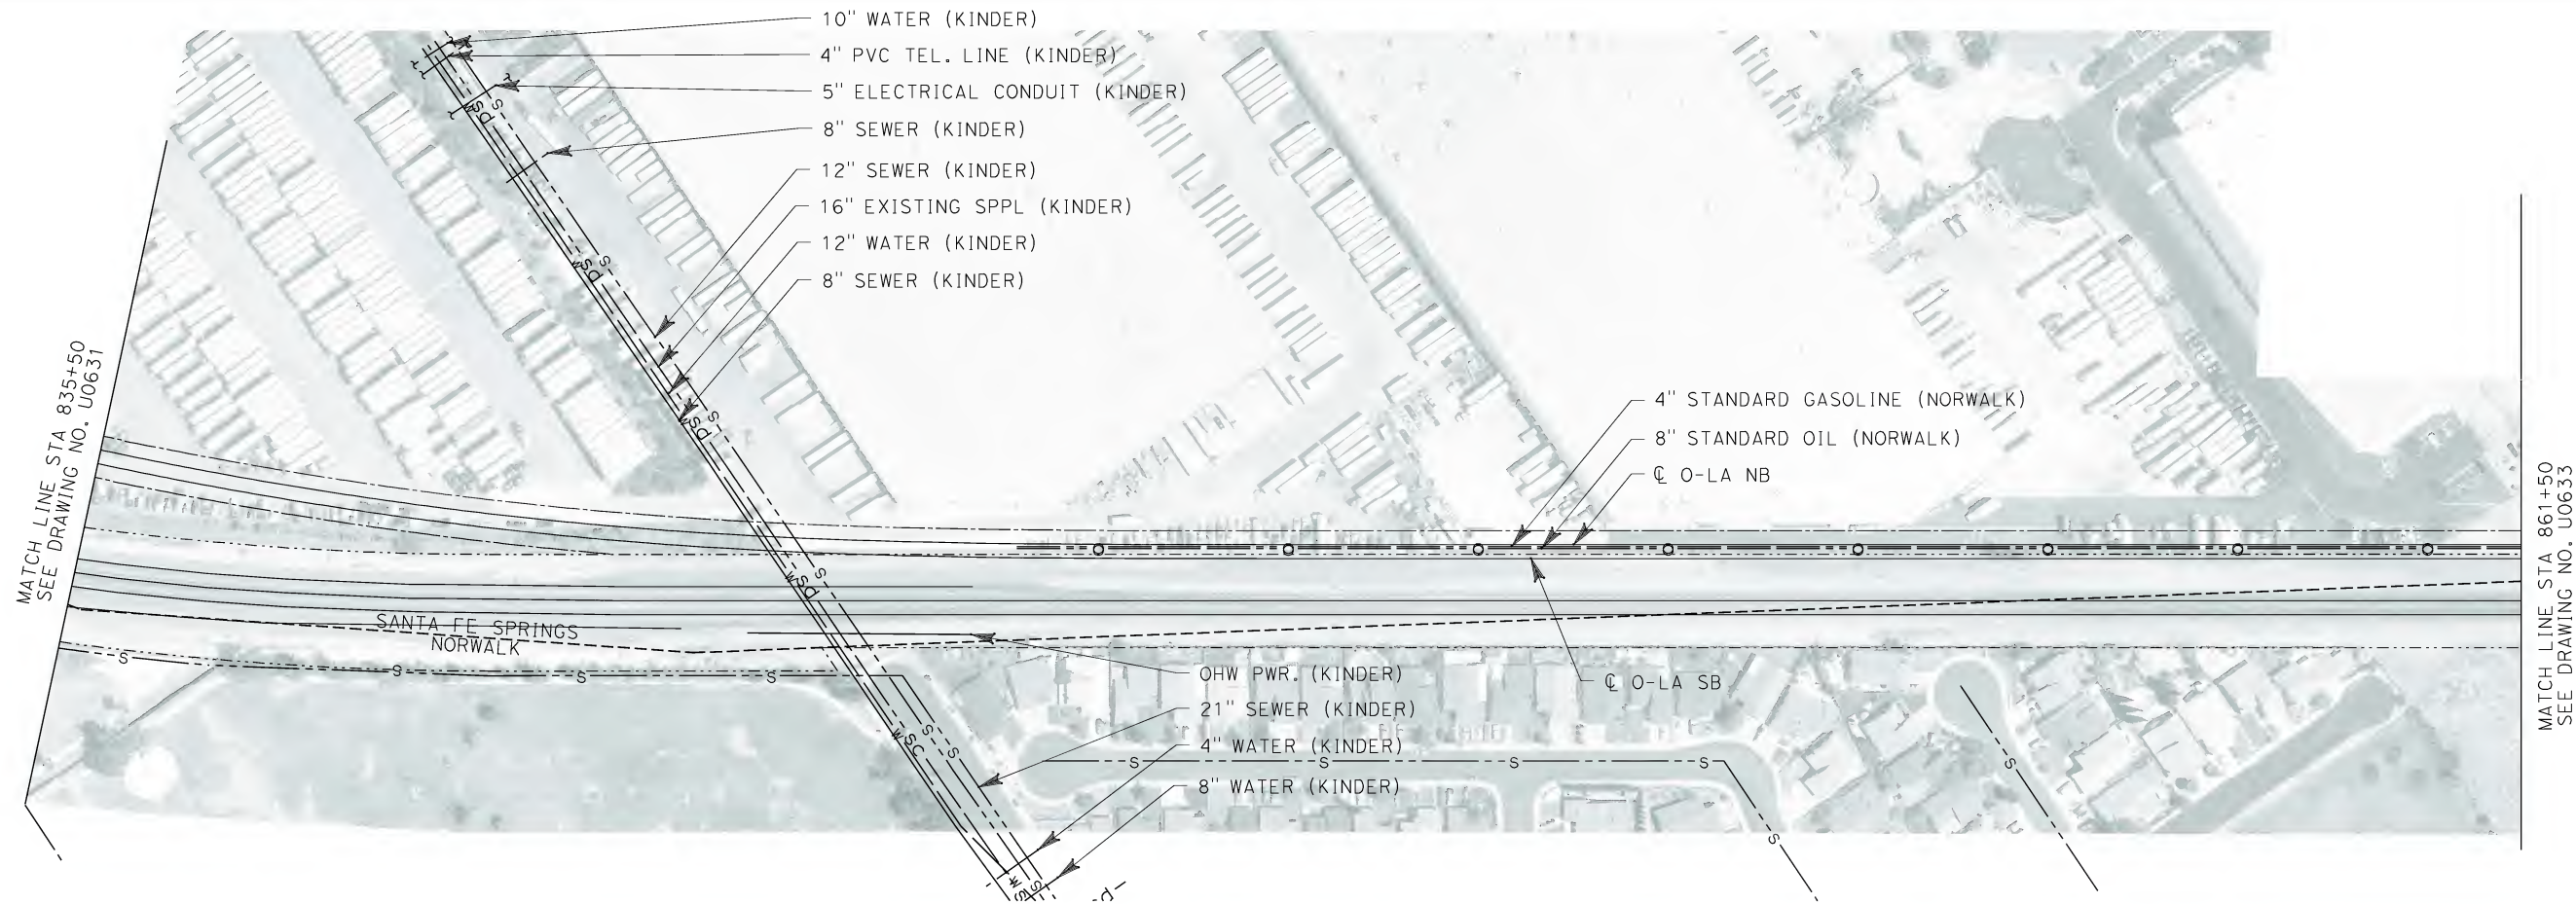 10" WATER (KINDER)
4" PVC TEL. LINE (KINDER)
5" ELECTRICAL CONDUIT (KINDER)
8" SEWER (KINDER)
12" SEWER (KINDER)
16" EXISTING SPPL (KINDER)
12" WATER (KINDER)
8" SEWER (KINDER)
MATCH LINE STA 835+50
SEE DRAWING NO. U0631
4" STANDARD GASOLINE (NORWALK)
8" STANDARD OIL (NORWALK)
℄ O-LA NB
MATCH LINE STA 861+50
SEE DRAWING NO. U0633
SANTA FE SPRINGS
NORWALK
OHW PWR. (KINDER)
℄ O-LA SB
21" SEWER (KINDER)
4" WATER (KINDER)
8" WATER (KINDER)